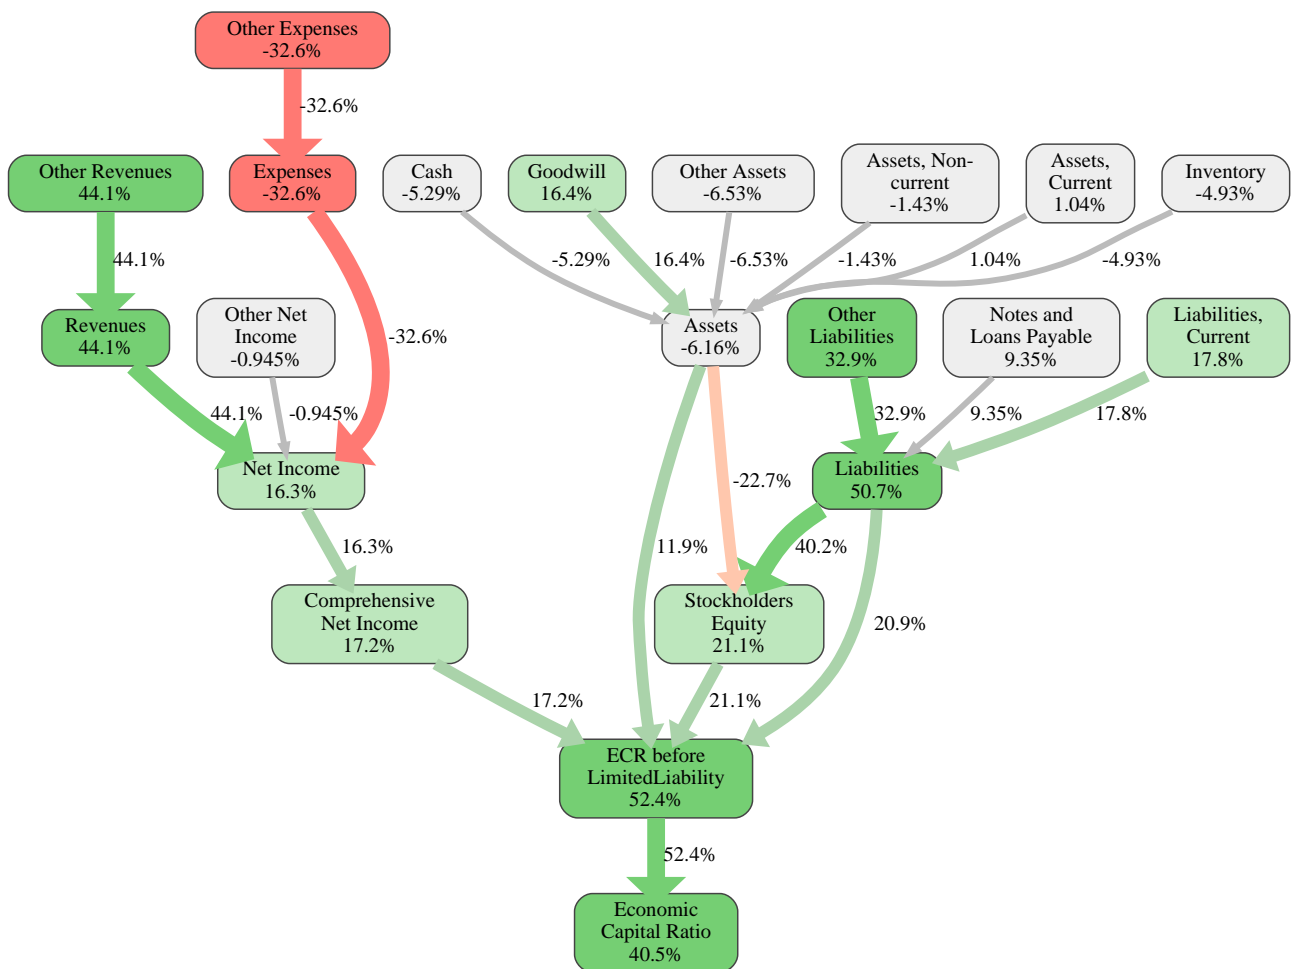 Other Expenses
-32.6%
-32.6%
Other Revenues
44.1%
Expenses
-32.6%
Cash
-5.29%
Goodwill
16.4%
Other Assets
-6.53%
Assets, Non-
current
-1.43%
Assets,
Current
1.04%
Inventory
-4.93%
44.1%
-5.29%
16.4%
-6.53%
-1.43%
1.04%
-4.93%
Revenues
44.1%
Other Net
Income
-0.945%
-32.6%
Assets
-6.16%
Other
Liabilities
32.9%
Notes and
Loans Payable
9.35%
Liabilities,
Current
17.8%
44.1%
-0.945%
32.9%
9.35%
17.8%
Net Income
16.3%
-22.7%
Liabilities
50.7%
16.3%
11.9%
40.2%
Comprehensive
Net Income
17.2%
Stockholders
Equity
21.1%
20.9%
17.2%
21.1%
ECR before
LimitedLiability
52.4%
52.4%
Economic
Capital Ratio
40.5%